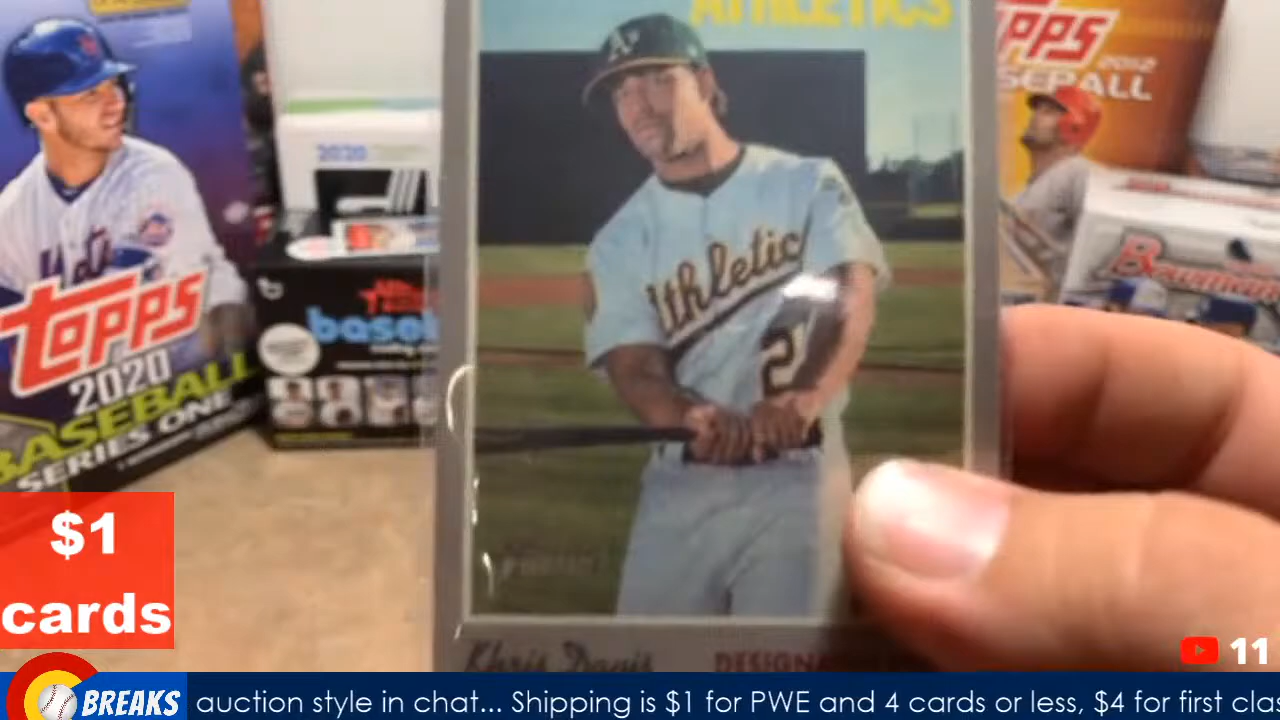 ATHLETICS
A's
Athletics
2
Khris Davis
DESIGNA
Mets
TOPPS
2020
BASEBALL
SERIES ONE
2020
baseb
TOPPS
2012
BASEBALL
Bowman
$1
cards
11
BREAKS
auction style in chat... Shipping is $1 for PWE and 4 cards or less, $4 for first clas